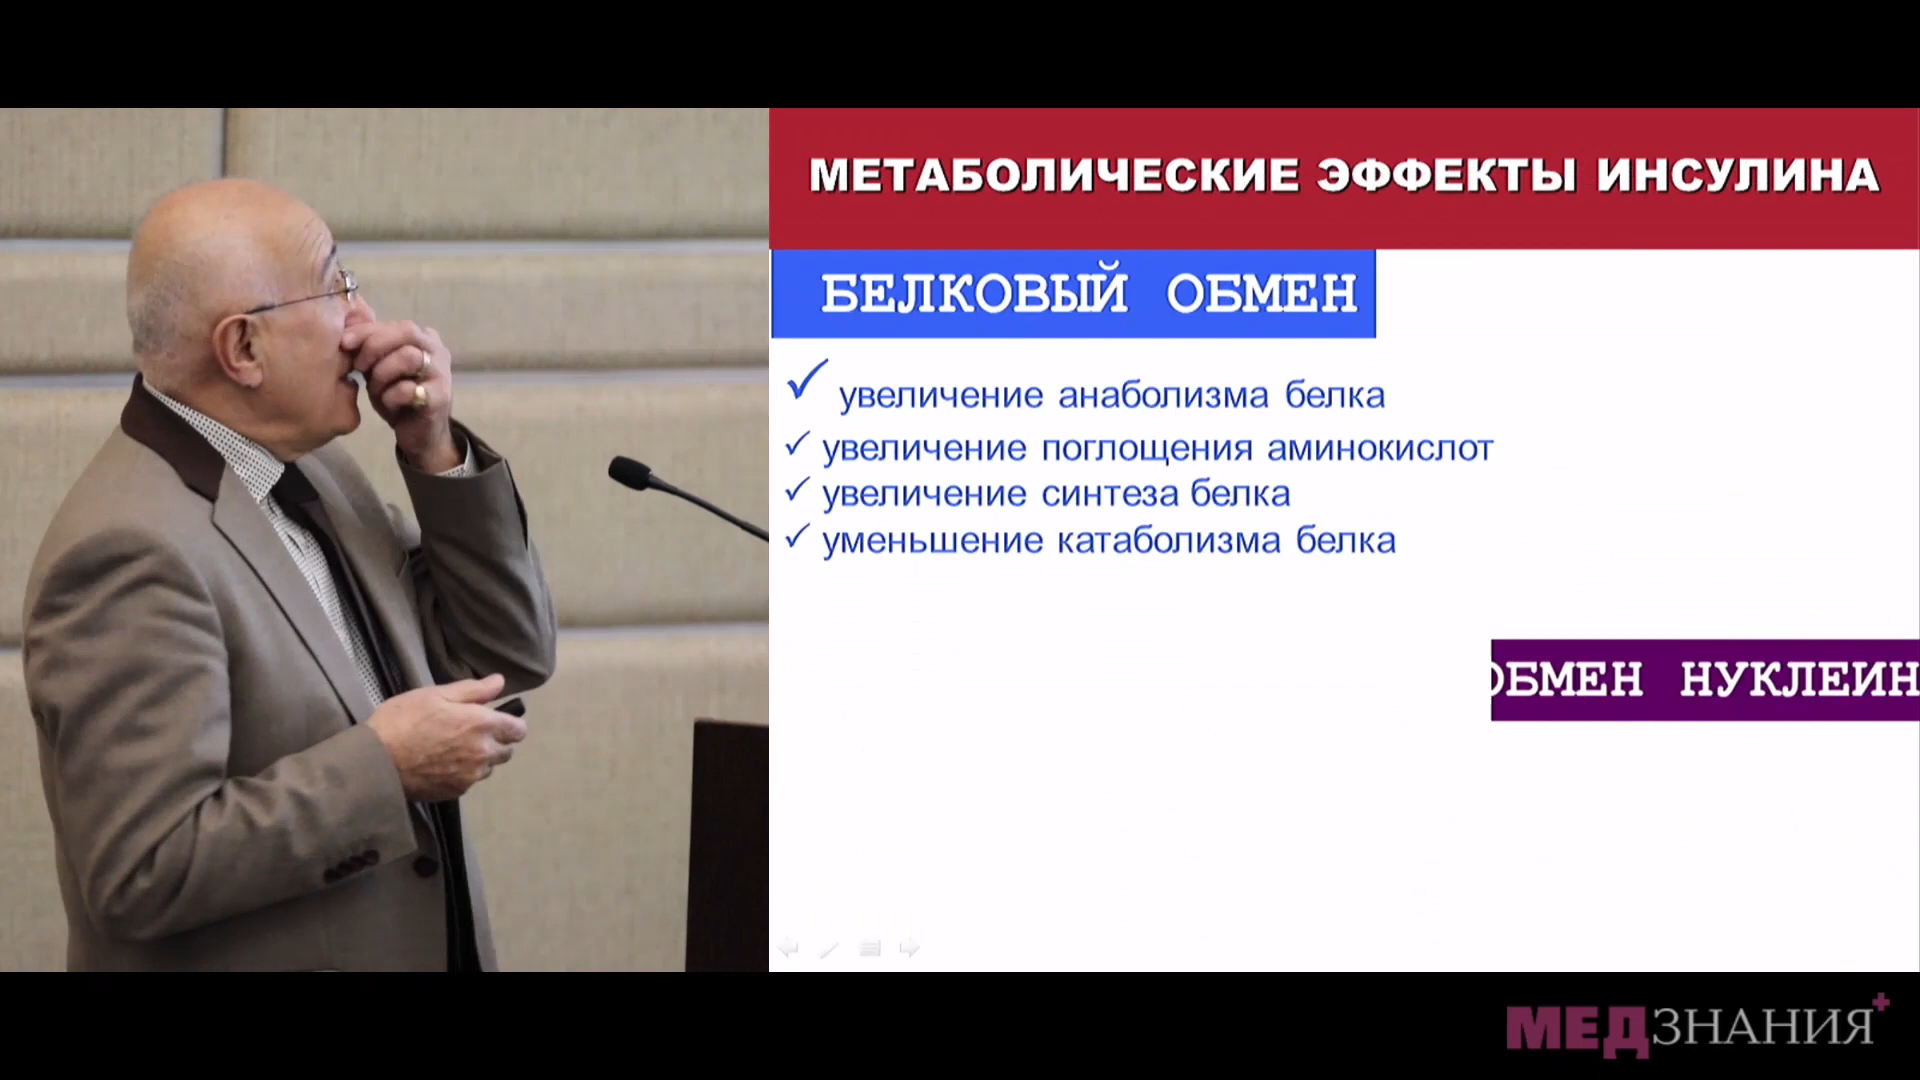 МЕТАБОЛИЧЕСКИЕ ЭФФЕКТЫ ИНСУЛИНА
БЕЛКОВЫЙ ОБМЕН
увеличение анаболизма белка
увеличение поглощения аминокислот
увеличение синтеза белка
уменьшение катаболизма белка
ОБМЕН НУКЛЕИН
МЕДЗНАНИЯ+